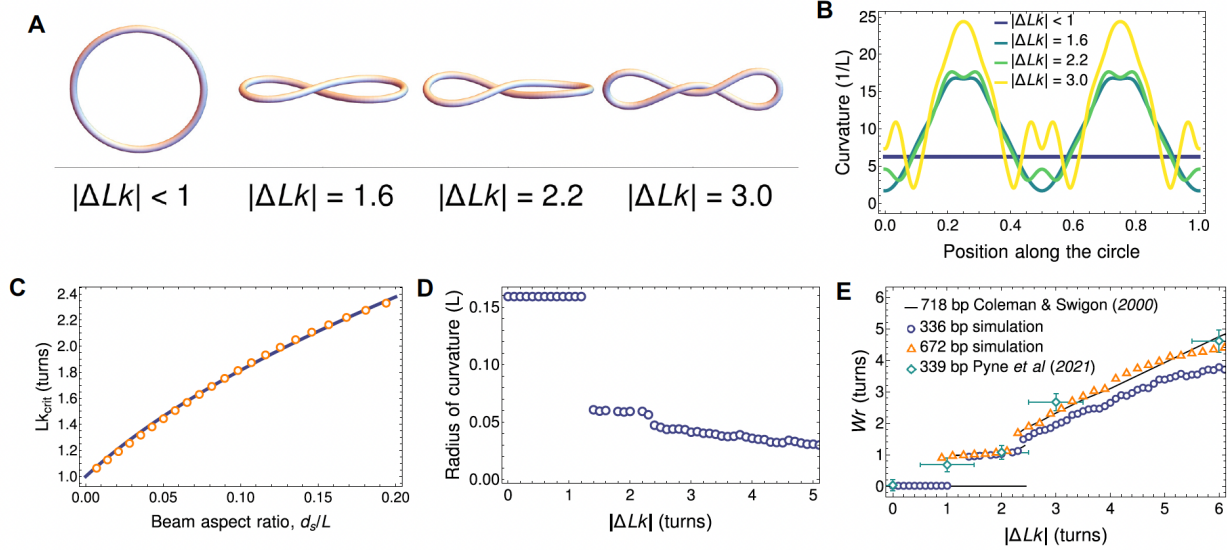 A
|ΔLk| < 1
|ΔLk| = 1.6
|ΔLk| = 2.2
|ΔLk| = 3.0
B
25
20
15
10
5
0
Curvature (1/L)
|ΔLk| < 1
|ΔLk| = 1.6
|ΔLk| = 2.2
|ΔLk| = 3.0
0.0 0.2 0.4 0.6 0.8 1.0
Position along the circle
C
2.4
2.2
2.0
1.8
1.6
1.4
1.2
1.0
Lkcrit (turns)
0.00 0.05 0.10 0.15 0.20
Beam aspect ratio, ds/L
D
0.15
0.10
0.05
0.00
Radius of curvature (L)
0 1 2 3 4 5
|ΔLk| (turns)
E
6
5
4
3
2
1
0
Wr (turns)
718 bp Coleman & Swigon (2000)
336 bp simulation
672 bp simulation
339 bp Pyne et al (2021)
0 1 2 3 4 5 6
|ΔLk| (turns)